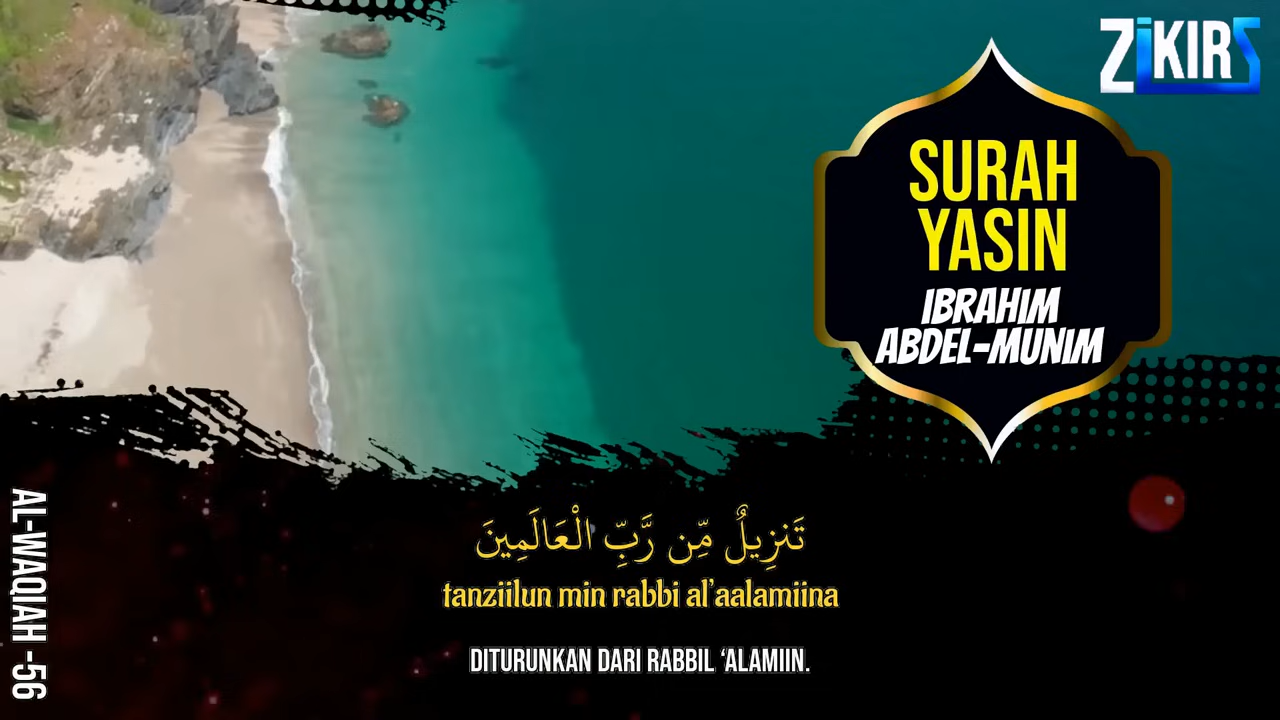 ZiKIRS
SURAH
YASIN
IBRAHIM
ABDEL-MUNIM
AL-WAQIAH -56
تَنزِيلٌ مِّن رَّبِّ الْعَالَمِينَ
tanziilun min rabbi al'aalamiina
DITURUNKAN DARI RABBIL ‘ALAMIIN.